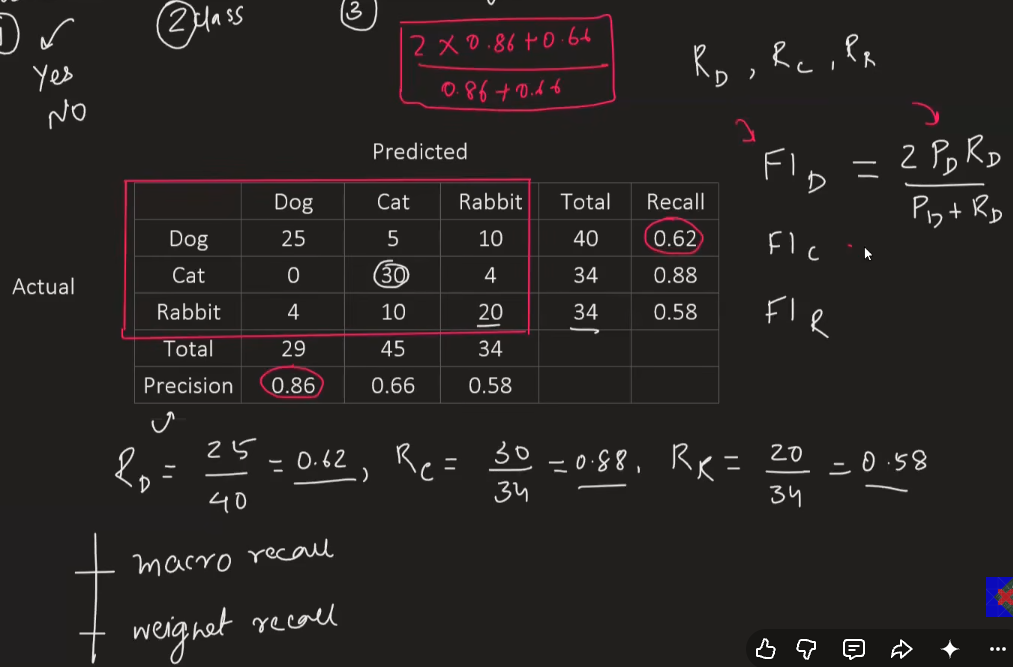 1 2 class 3
Yes
NO
2 × 0.86 + 0.66
0.86 + 0.66
R_D , R_C , R_R
Predicted
F1_D = 2 P_D R_D
P_D + R_D
F1_C
F1_R
Actual
Dog Cat Rabbit Total Recall
Dog 25 5 10 40 0.62
Cat 0 30 4 34 0.88
Rabbit 4 10 20 34 0.58
Total 29 45 34
Precision 0.86 0.66 0.58
R_D = 25/40 = 0.62, R_C = 30/34 = 0.88, R_R = 20/34 = 0.58
macro recall
weignet recall